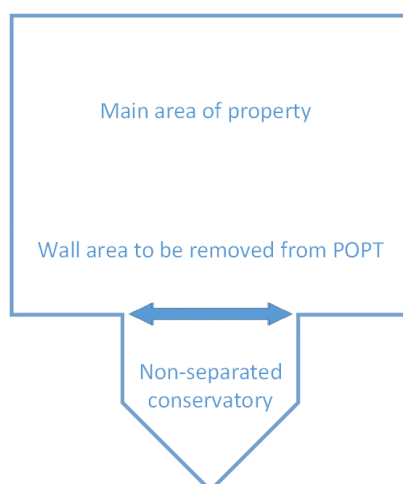 Main area of property
Wall area to be removed from POPT
Non-separated
conservatory